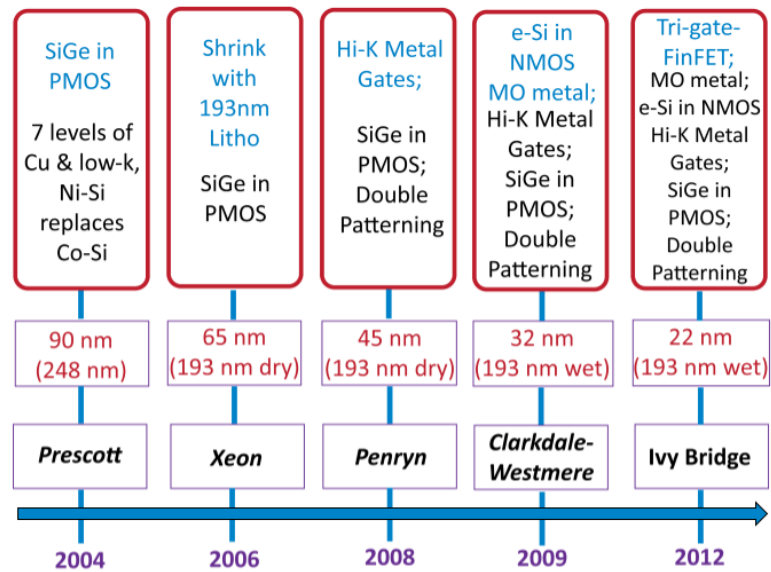 SiGe in
PMOS
7 levels of
Cu & low-k,
Ni-Si
replaces
Co-Si
Shrink
with
193nm
Litho
SiGe in
PMOS
Hi-K Metal
Gates;
SiGe in
PMOS;
Double
Patterning
e-Si in
NMOS
MO metal;
Hi-K Metal
Gates;
SiGe in
PMOS;
Double
Patterning
Tri-gate-
FinFET;
MO metal;
e-Si in NMOS
Hi-K Metal
Gates;
SiGe in
PMOS;
Double
Patterning
90 nm
(248 nm)
65 nm
(193 nm dry)
45 nm
(193 nm dry)
32 nm
(193 nm wet)
22 nm
(193 nm wet)
Prescott
Xeon
Penryn
Clarkdale-
Westmere
Ivy Bridge
2004
2006
2008
2009
2012